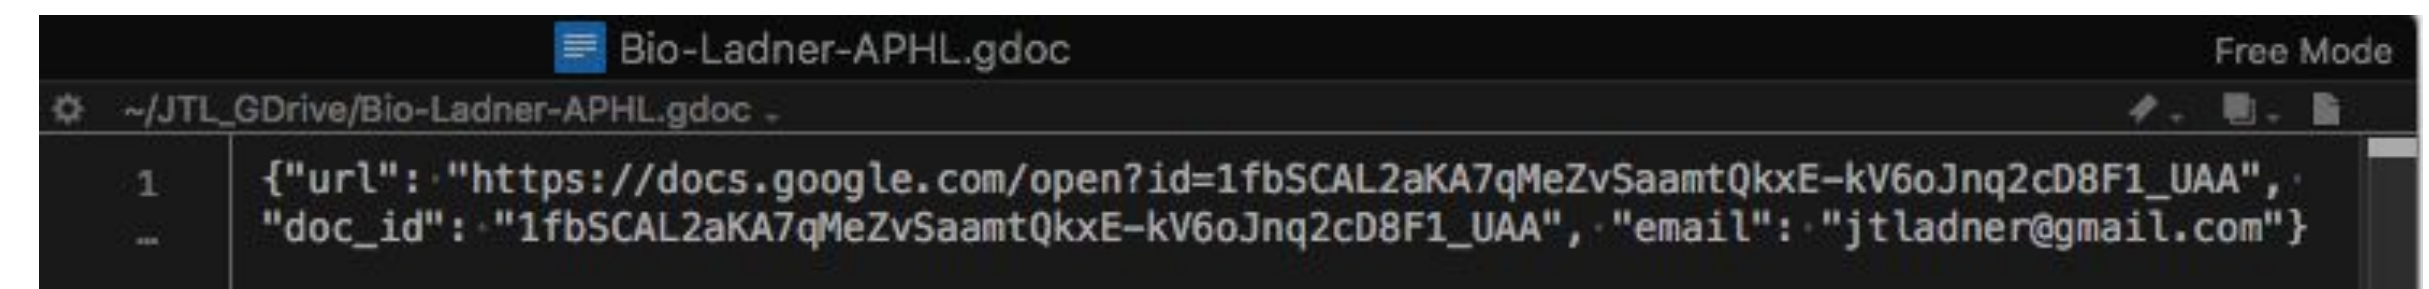 Bio-Ladner-APHL.gdoc
Free Mode
~/JTL_GDrive/Bio-Ladner-APHL.gdoc
1 {"url": "https://docs.google.com/open?id=1fbSCAL2aKA7qMeZvSaamtQkxE-kV6oJnq2cD8F1_UAA",
… "doc_id": "1fbSCAL2aKA7qMeZvSaamtQkxE-kV6oJnq2cD8F1_UAA", "email": "jtladner@gmail.com"}